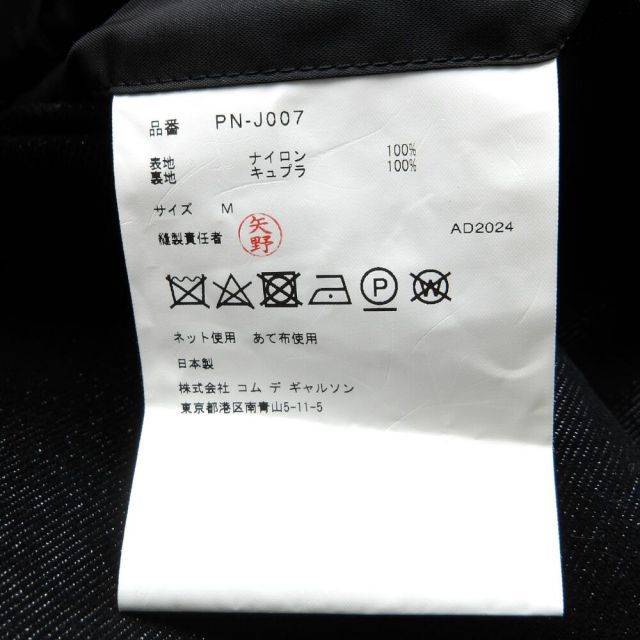 品番 PN-J007
表地 ナイロン 100%
裏地 キュプラ 100%
サイズ M
縫製責任者 矢野 AD2024
P W
ネット使用 あて布使用
日本製
株式会社 コム デ ギャルソン
東京都港区南青山5-11-5